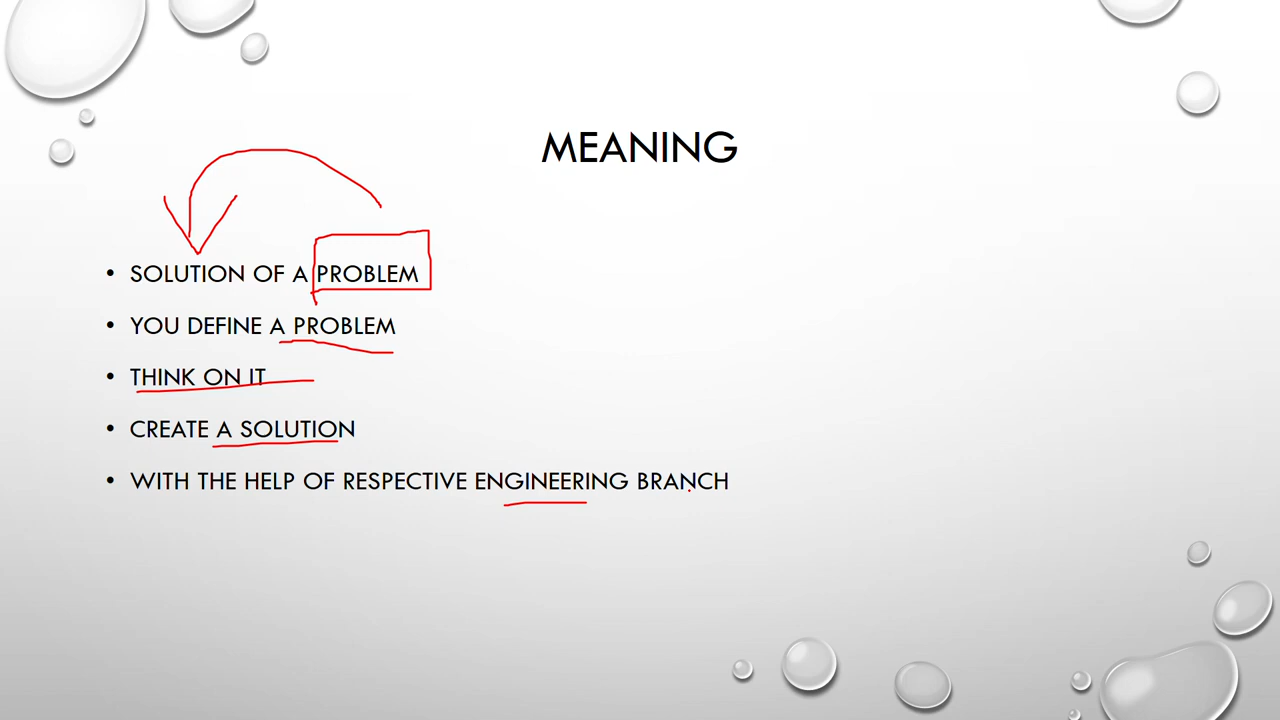 MEANING
• SOLUTION OF A PROBLEM
• YOU DEFINE A PROBLEM
• THINK ON IT
• CREATE A SOLUTION
• WITH THE HELP OF RESPECTIVE ENGINEERING BRANCH